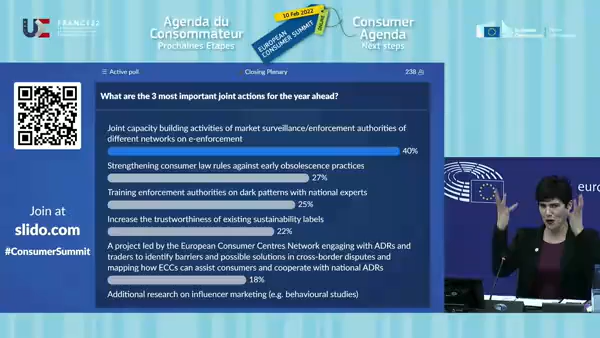 FRANCE22
Agenda du
Consommateur
Prochaines Etapes
10 Feb 2022
EUROPEAN
CONSUMER SUMMIT
Consumer
Agenda
Next steps
Active poll
Closing Plenary
238
What are the 3 most important joint actions for the year ahead?
Joint capacity building activities of market surveillance/enforcement authorities of
different networks on e-enforcement
40%
Strengthening consumer law rules against early obsolescence practices
27%
Training enforcement authorities on dark patterns with national experts
25%
Increase the trustworthiness of existing sustainability labels
22%
A project led by the European Consumer Centres Network engaging with ADRs and
traders to identify barriers and possible solutions in cross-border disputes and
mapping how ECCs can assist consumers and cooperate with national ADRs
18%
Additional research on influencer marketing (e.g. behavioural studies)
Join at
slido.com
#ConsumerSummit